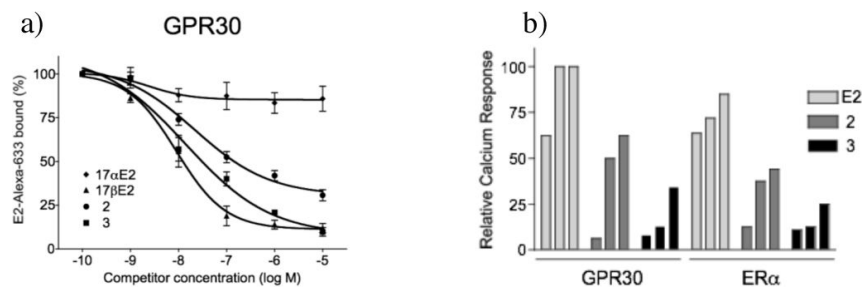 a)
GPR30
E2-Alexa-633 bound (%)
100
75
50
25
0
17αE2
17βE2
2
3
-10 -9 -8 -7 -6 -5
Competitor concentration (log M)
b)
Relative Calcium Response
100
75
50
25
0
E2
2
3
GPR30 ERα